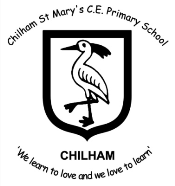 Chilham St Mary's C.E. Primary School
CHILHAM
'We learn to love and we love to learn'